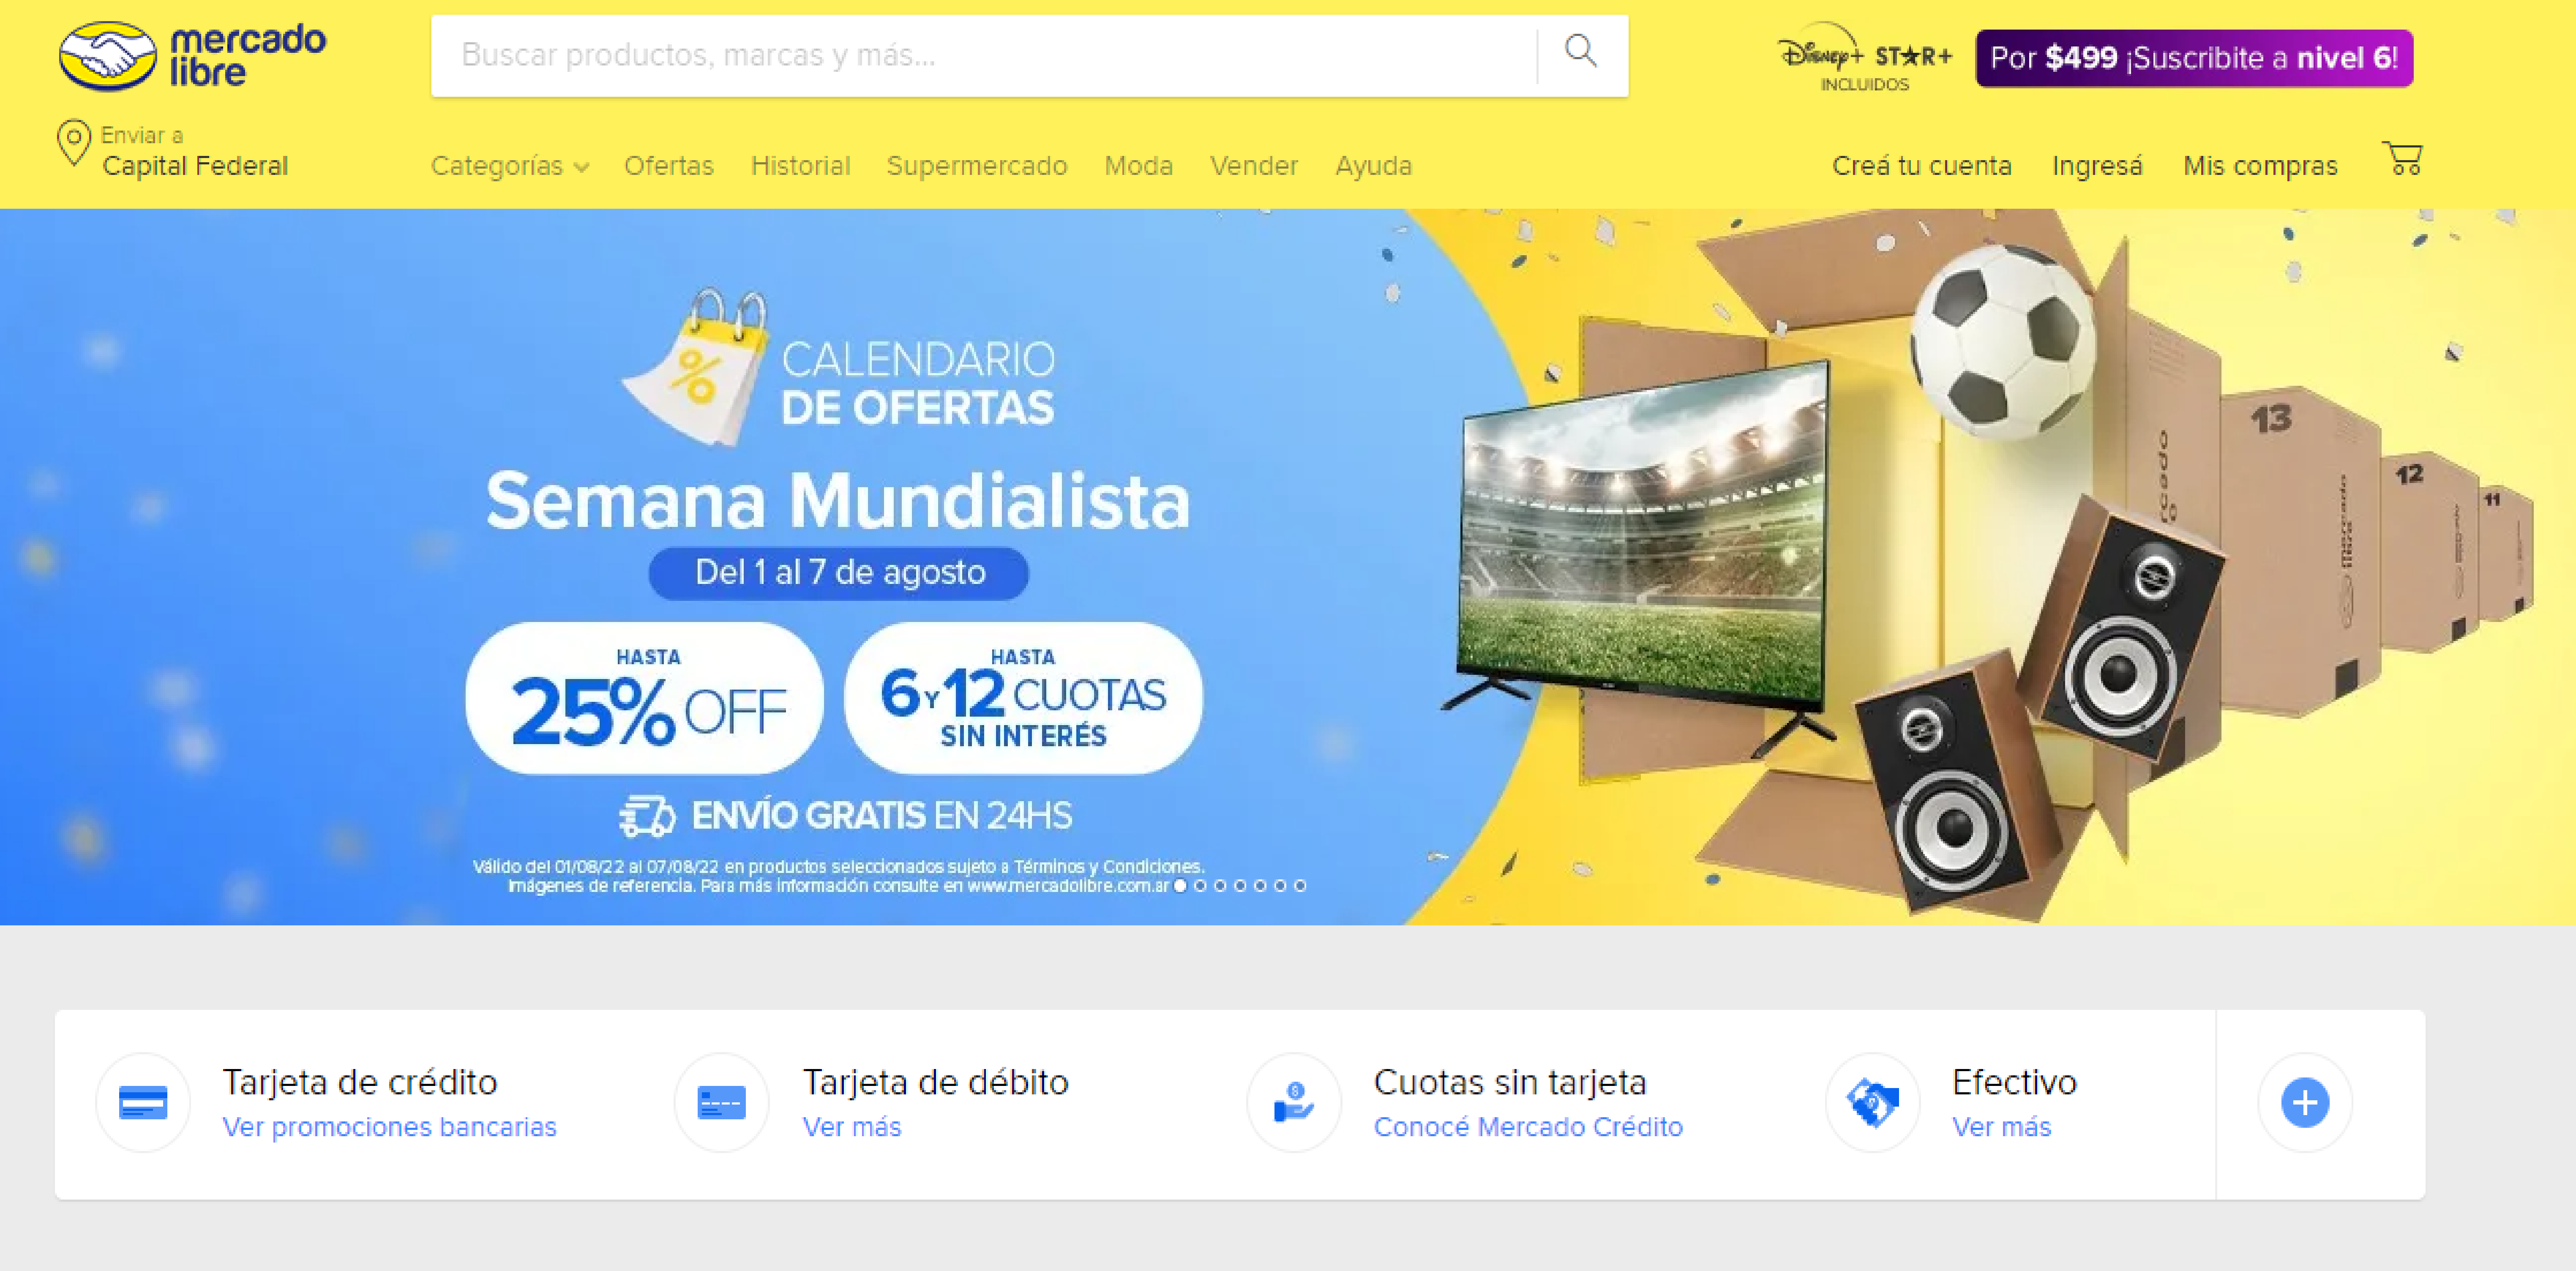 mercado
libre
Buscar productos, marcas y más...
Disney+ STAR+
INCLUIDOS
Por $499 ¡Suscribite a nivel 6!
Enviar a
Capital Federal
Categorías
Ofertas
Historial
Supermercado
Moda
Vender
Ayuda
Creá tu cuenta
Ingresá
Mis compras
%
CALENDARIO
DE OFERTAS
Semana Mundialista
Del 1 al 7 de agosto
HASTA
25% OFF
HASTA
6 Y 12 CUOTAS
SIN INTERÉS
ENVÍO GRATIS EN 24HS
Válido del 01/08/22 al 07/08/22 en productos seleccionados sujeto a Términos y Condiciones.
Imágenes de referencia. Para más información consulte en www.mercadolibre.com.ar
13
mercado
libre
12
11
Tarjeta de crédito
Ver promociones bancarias
Tarjeta de débito
Ver más
Cuotas sin tarjeta
Conocé Mercado Crédito
Efectivo
Ver más